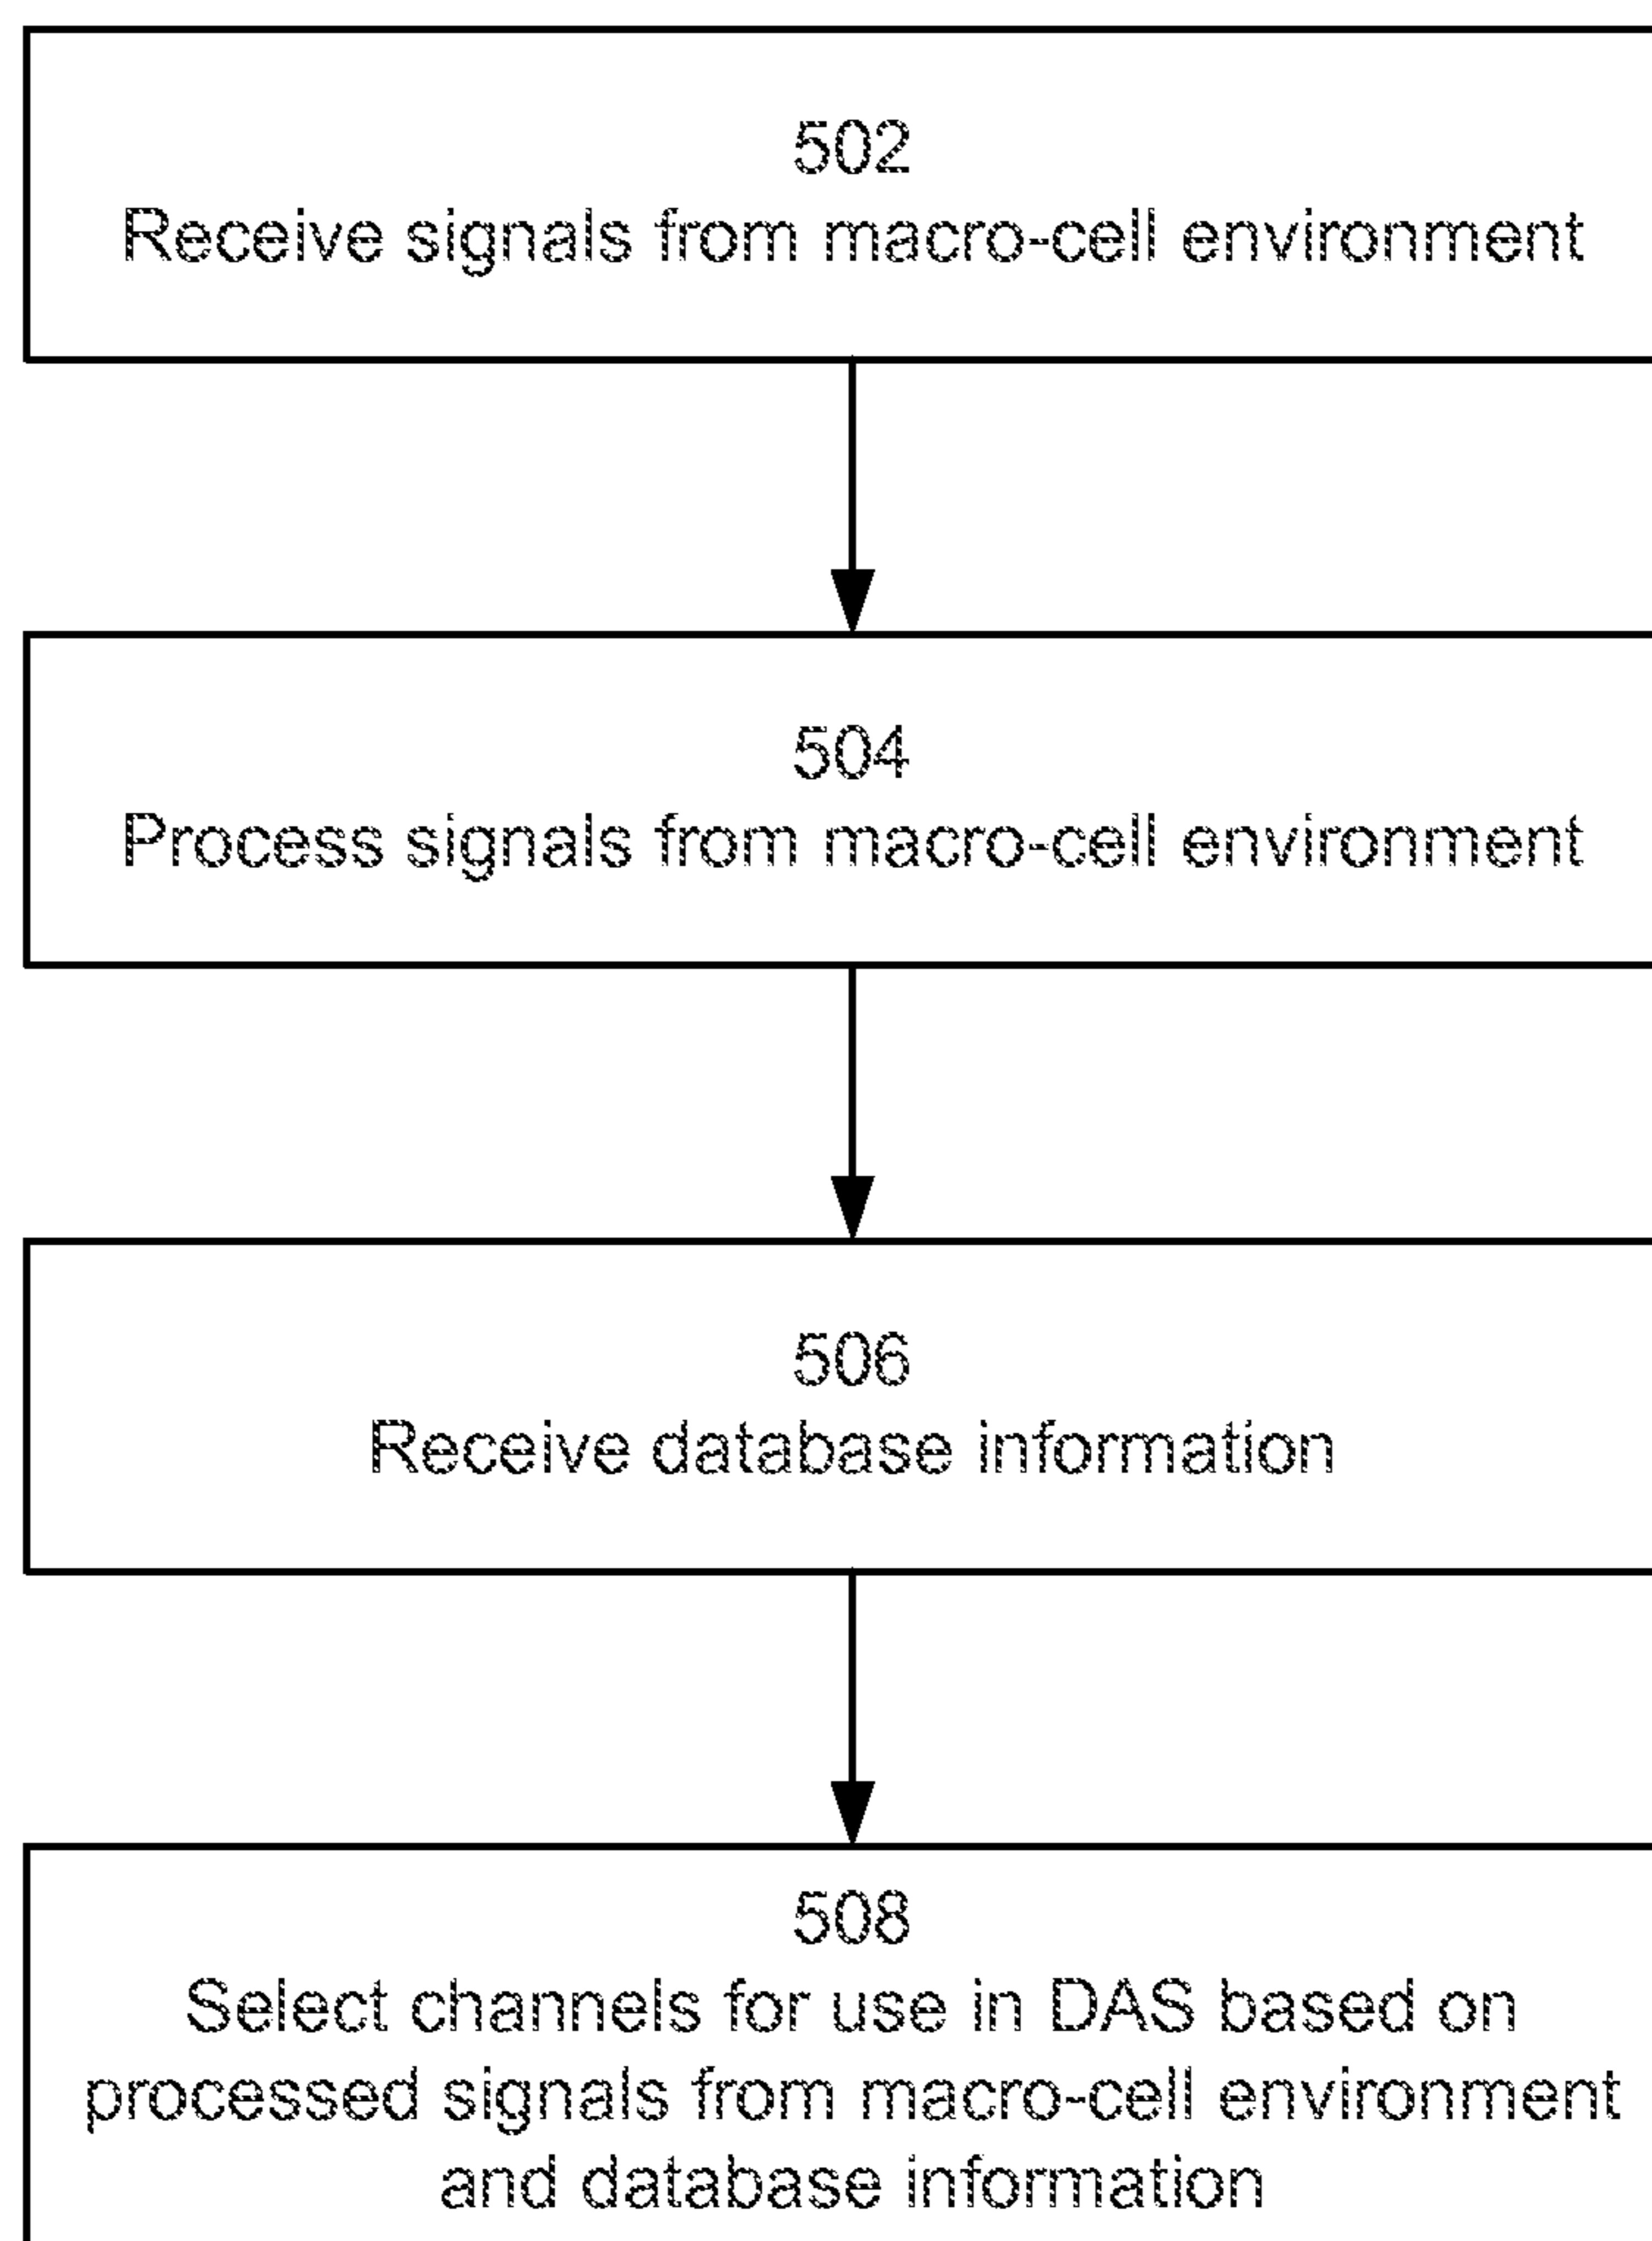 502
Receive signals from macro-cell environment
504
Process signals from macro-cell environment
506
Receive database information
508
Select channels for use in DAS based on
processed signals from macro-cell environment
and database information